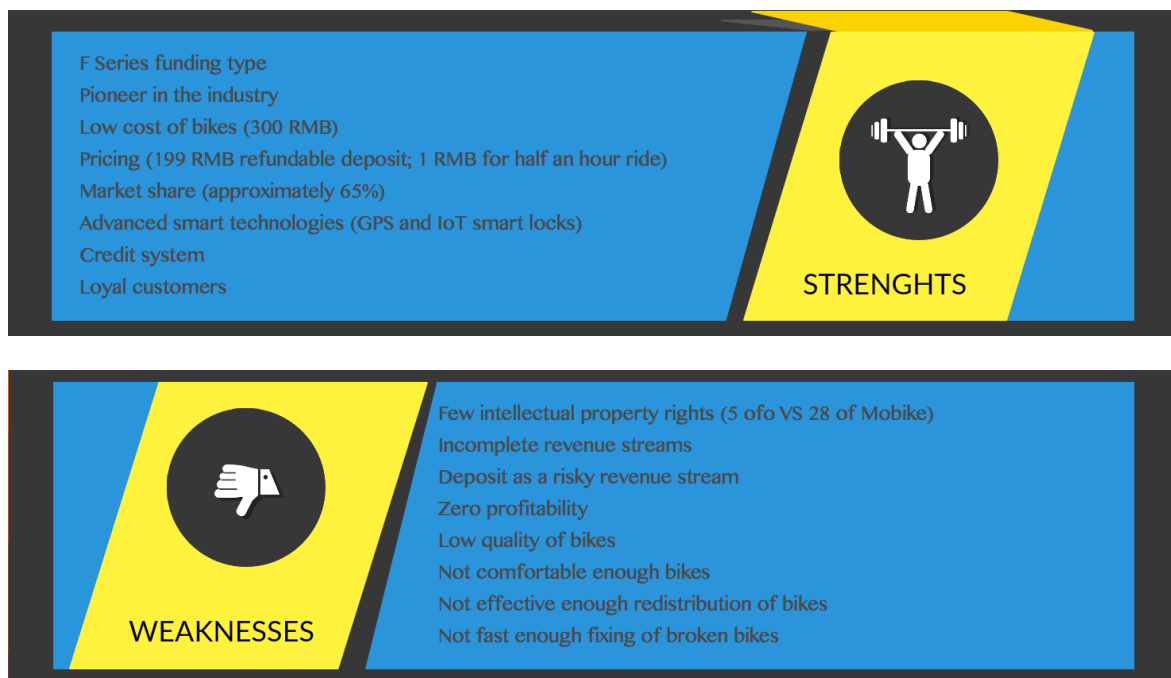 F Series funding type
Pioneer in the industry
Low cost of bikes (300 RMB)
Pricing (199 RMB refundable deposit; 1 RMB for half an hour ride)
Market share (approximately 65%)
Advanced smart technologies (GPS and IoT smart locks)
Credit system
Loyal customers
STRENGHTS
WEAKNESSES
Few intellectual property rights (5 ofo VS 28 of Mobike)
Incomplete revenue streams
Deposit as a risky revenue stream
Zero profitability
Low quality of bikes
Not comfortable enough bikes
Not effective enough redistribution of bikes
Not fast enough fixing of broken bikes